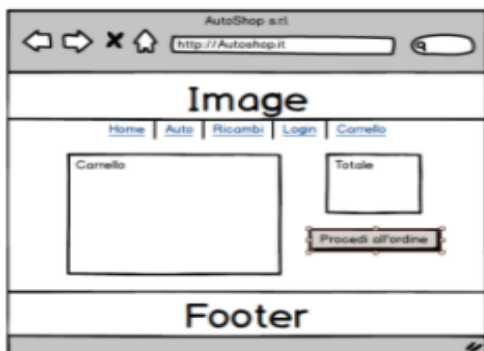 AutoShop s.r.l.
http://Autoshop.it
Image
Home Auto Ricambi Login Carrello
Carrello
Totale
Procedi all'ordine
Footer